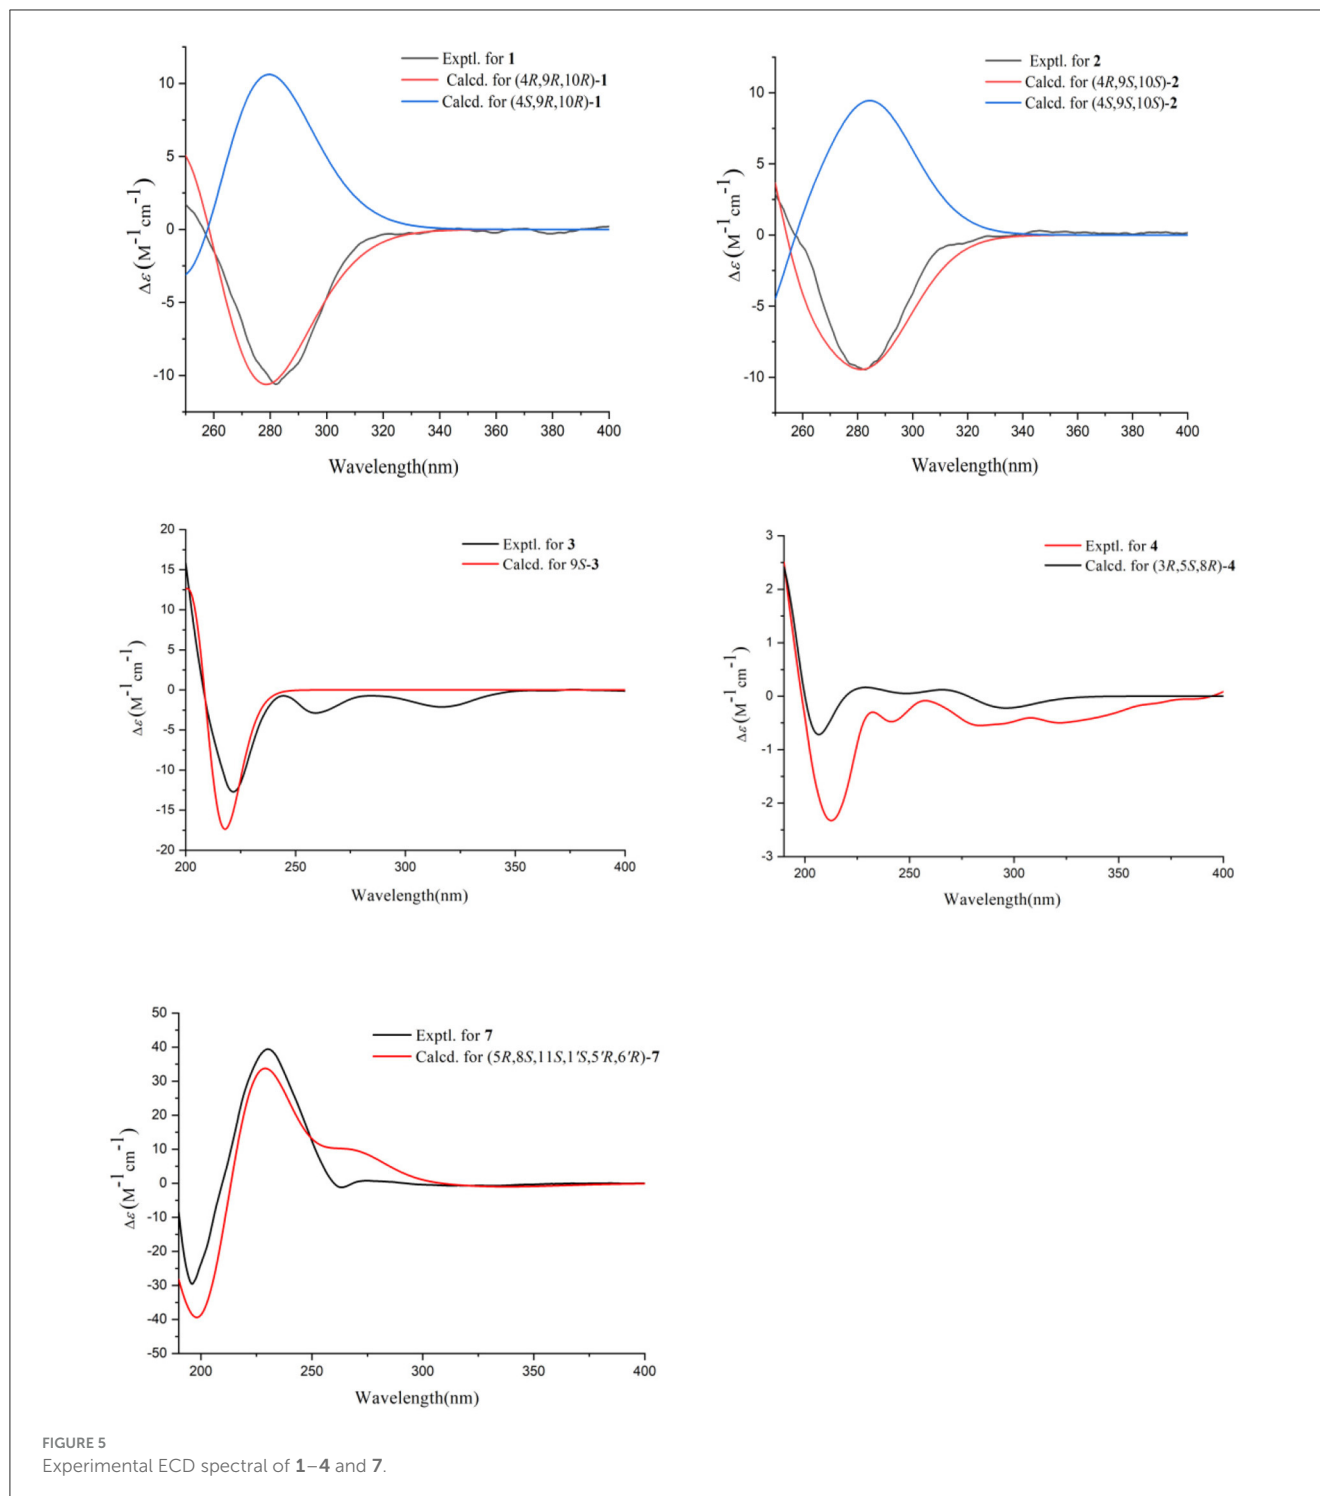 Exptl. for 1
Calcd. for (4R,9R,10R)-1
Calcd. for (4S,9R,10R)-1
10
5
0
-5
-10
Δε(M⁻¹cm⁻¹)
260 280 300 320 340 360 380 400
Wavelength(nm)
Exptl. for 2
Calcd. for (4R,9S,10S)-2
Calcd. for (4S,9S,10S)-2
10
5
0
-5
-10
Δε(M⁻¹cm⁻¹)
260 280 300 320 340 360 380 400
Wavelength(nm)
Exptl. for 3
Calcd. for 9S-3
20
15
10
5
0
-5
-10
-15
-20
Δε(M⁻¹cm⁻¹)
200 250 300 350 400
Wavelength(nm)
Exptl. for 4
Calcd. for (3R,5S,8R)-4
3
2
1
0
-1
-2
-3
Δε(M⁻¹cm⁻¹)
200 250 300 350 400
Wavelength(nm)
Exptl. for 7
Calcd. for (5R,8S,11S,1'S,5'R,6'R)-7
50
40
30
20
10
0
-10
-20
-30
-40
-50
Δε(M⁻¹cm⁻¹)
200 250 300 350 400
Wavelength(nm)
FIGURE 5
Experimental ECD spectral of 1–4 and 7.